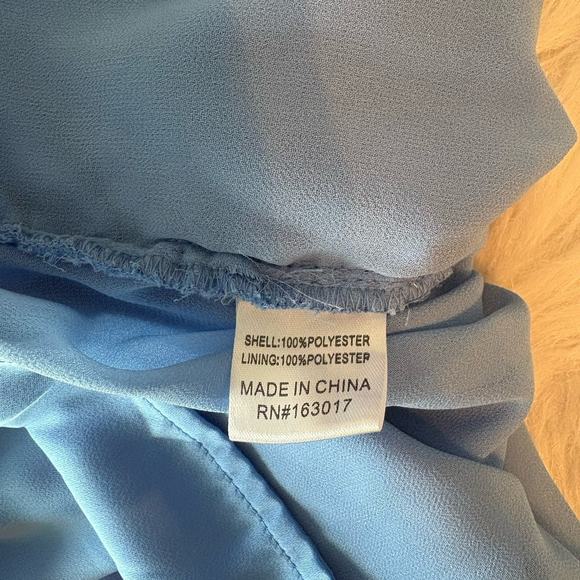 SHELL:100%POLYESTER
LINING:100%POLYESTER
MADE IN CHINA
RN#163017